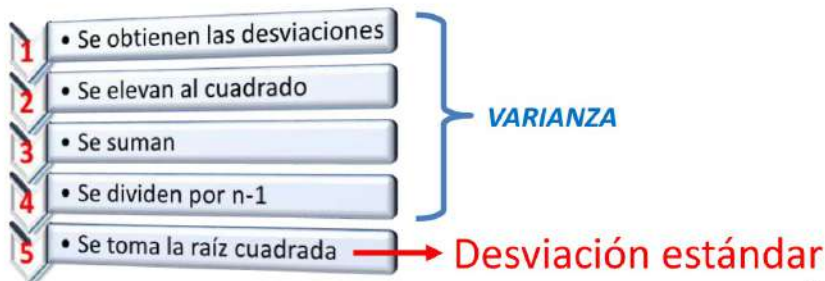 1 • Se obtienen las desviaciones
2 • Se elevan al cuadrado
VARIANZA
3 • Se suman
4 • Se dividen por n-1
5 • Se toma la raíz cuadrada
Desviación estándar